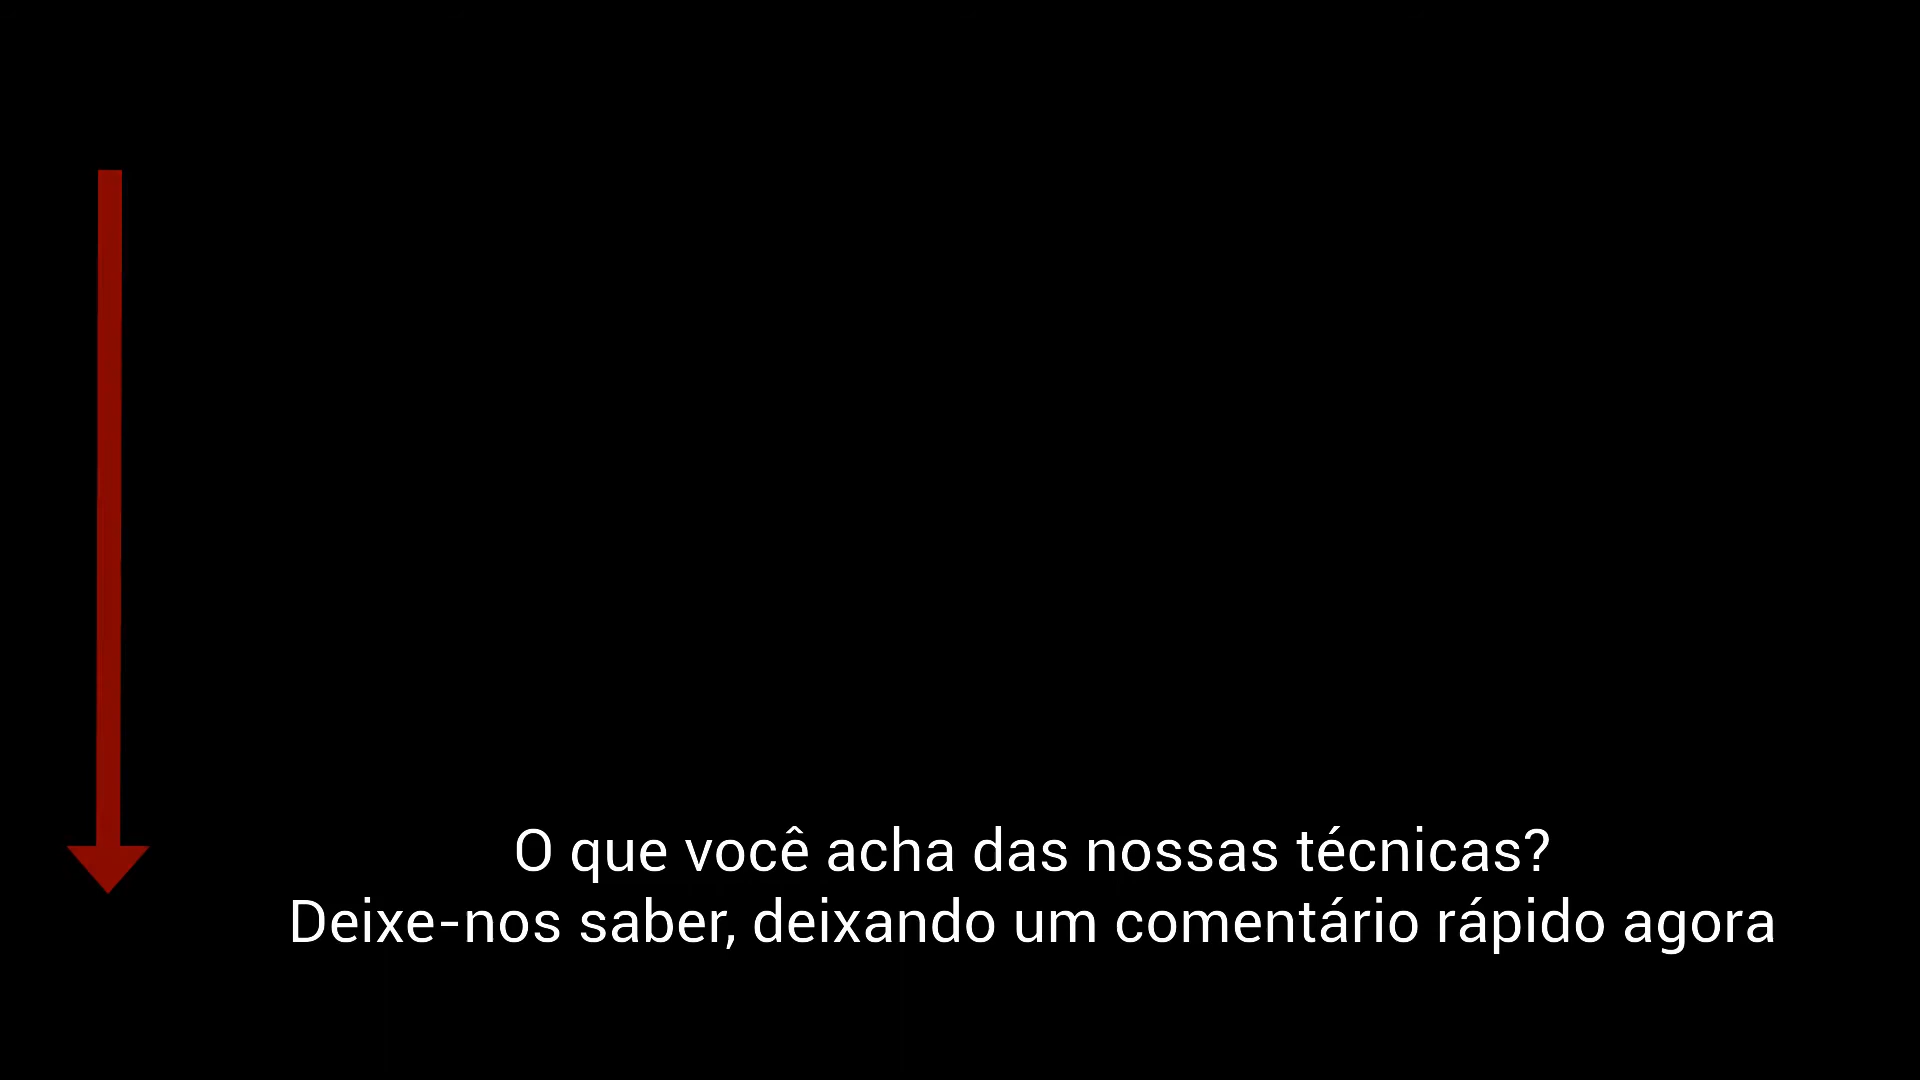 O que você acha das nossas técnicas?
Deixe-nos saber, deixando um comentário rápido agora